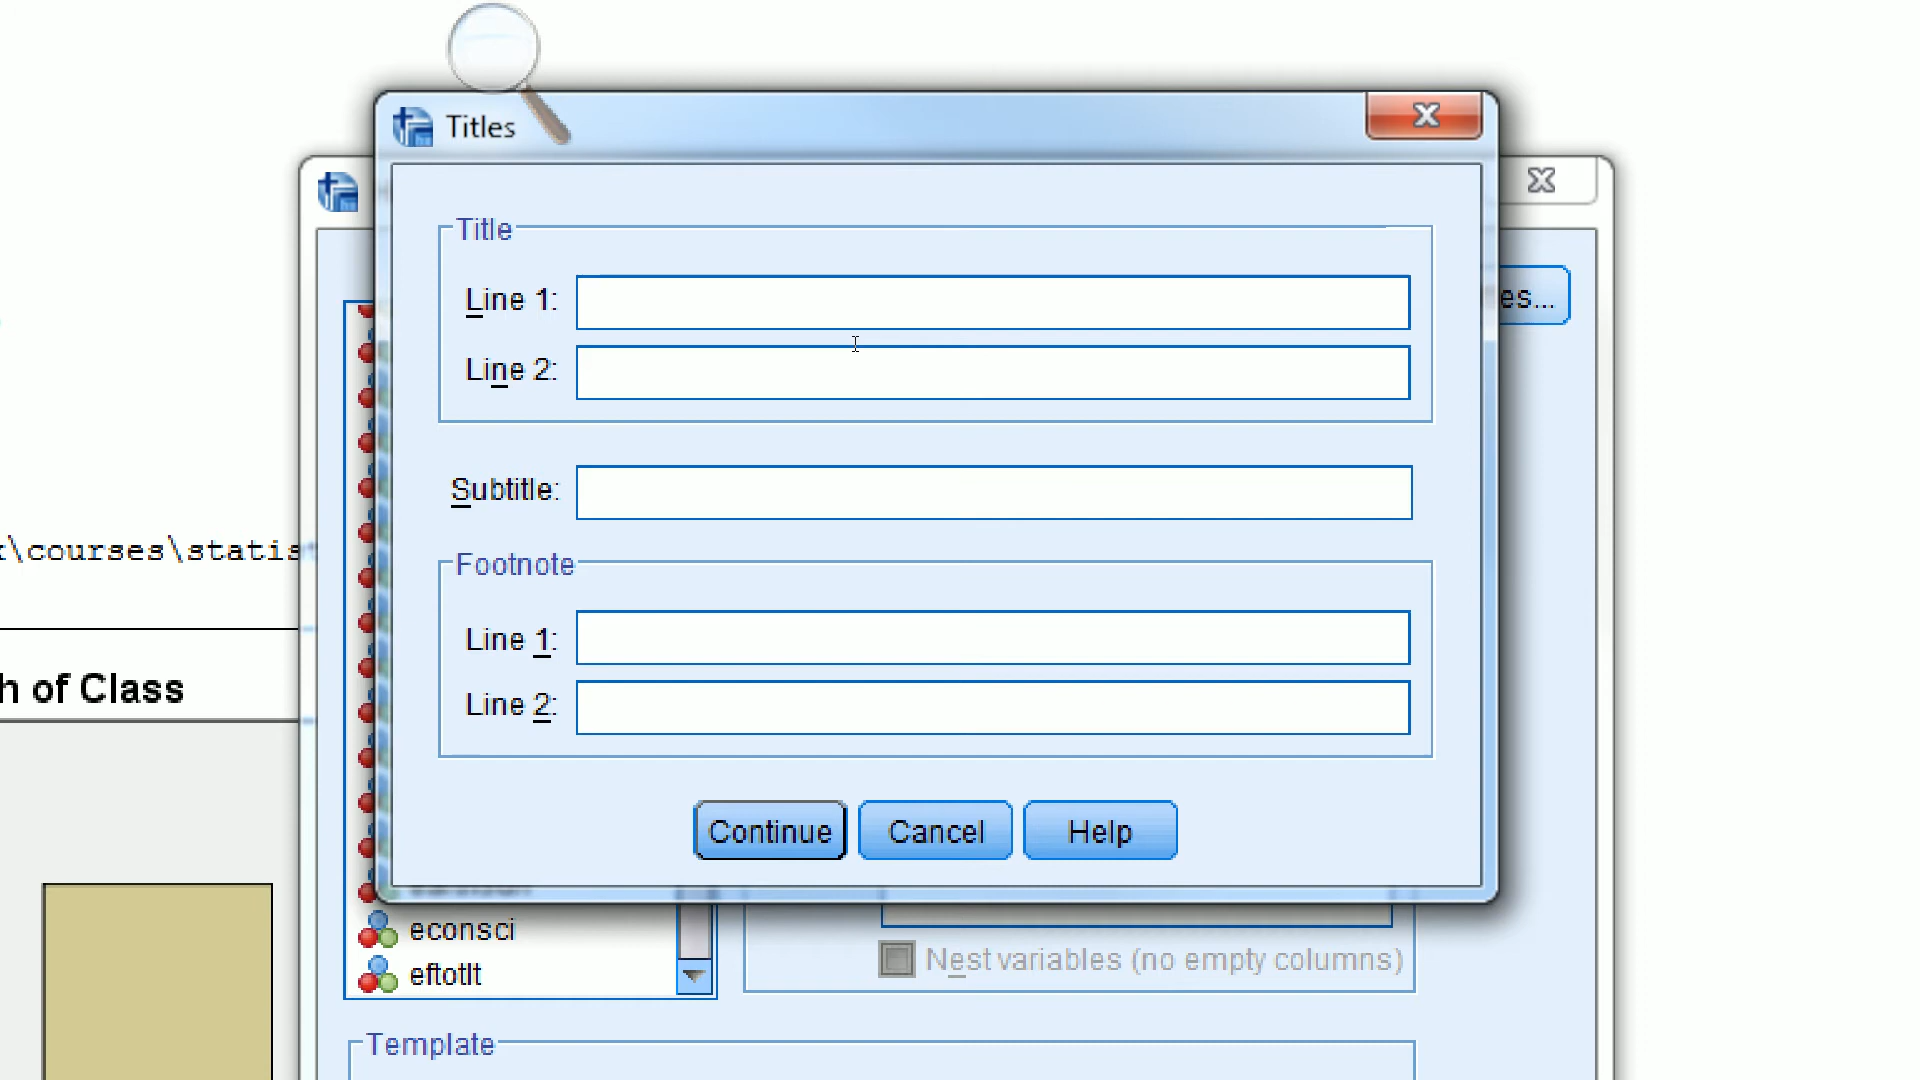 Titles
Title
Line 1:
Line 2:
es...
Subtitle:
Footnote
\courses\statis
Line 1:
h of Class
Line 2:
Continue Cancel Help
econsci
Nest variables (no empty columns)
eftotlt
Template